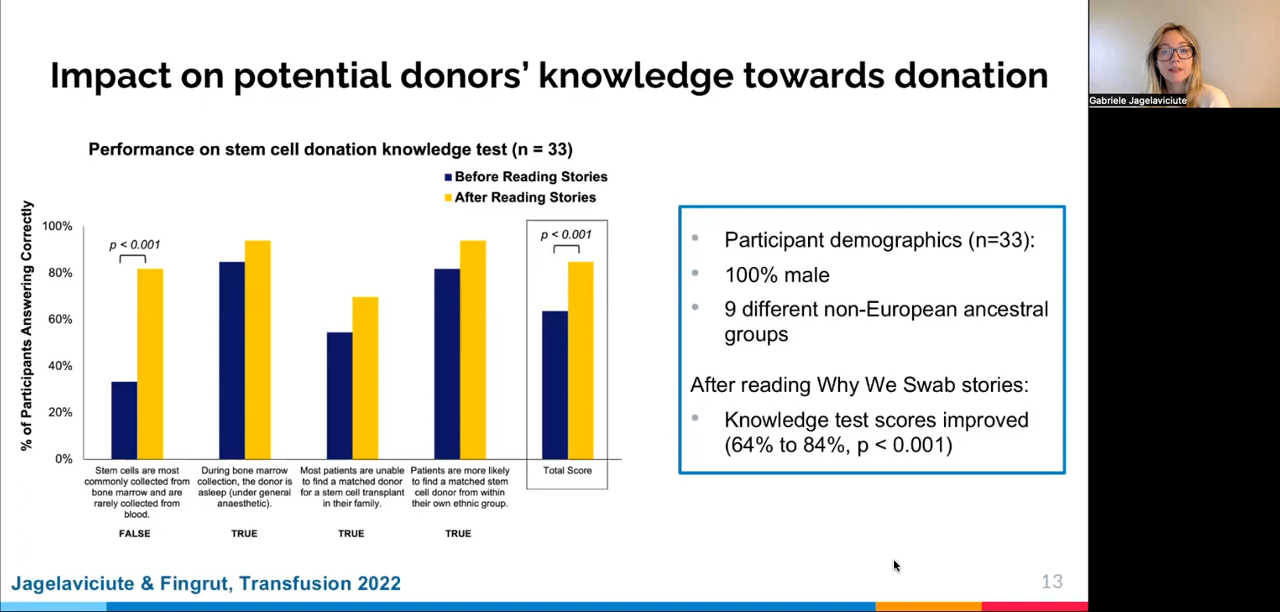 Impact on potential donors' knowledge towards donation
Gabriele Jagelaviciute
Performance on stem cell donation knowledge test (n = 33)
Before Reading Stories
After Reading Stories
% of Participants Answering Correctly
100%
80%
60%
40%
20%
0%
p < 0.001
p < 0.001
Stem cells are most
commonly collected from
bone marrow and are
rarely collected from
blood.
FALSE
During bone marrow
collection, the donor is
asleep (under general
anaesthetic).
TRUE
Most patients are unable
to find a matched donor
for a stem cell transplant
in their family.
TRUE
Patients are more likely
to find a matched stem
cell donor from within
their own ethnic group.
TRUE
Total Score
Participant demographics (n=33):
100% male
9 different non-European ancestral
groups
After reading Why We Swab stories:
Knowledge test scores improved
(64% to 84%, p < 0.001)
Jagelaviciute & Fingrut, Transfusion 2022
13